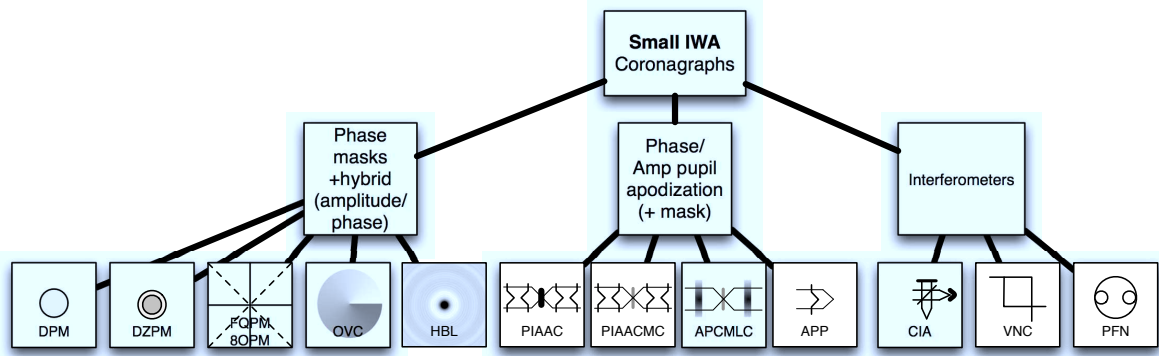 Small IWA
Coronagraphs
Phase
masks
+hybrid
(amplitude/
phase)
Phase/
Amp pupil
apodization
(+ mask)
Interferometers
DPM
DZPM
FQPM
8OPM
OVC
HBL
PIAAC
PIAACMC
APCMLC
APP
CIA
VNC
PFN